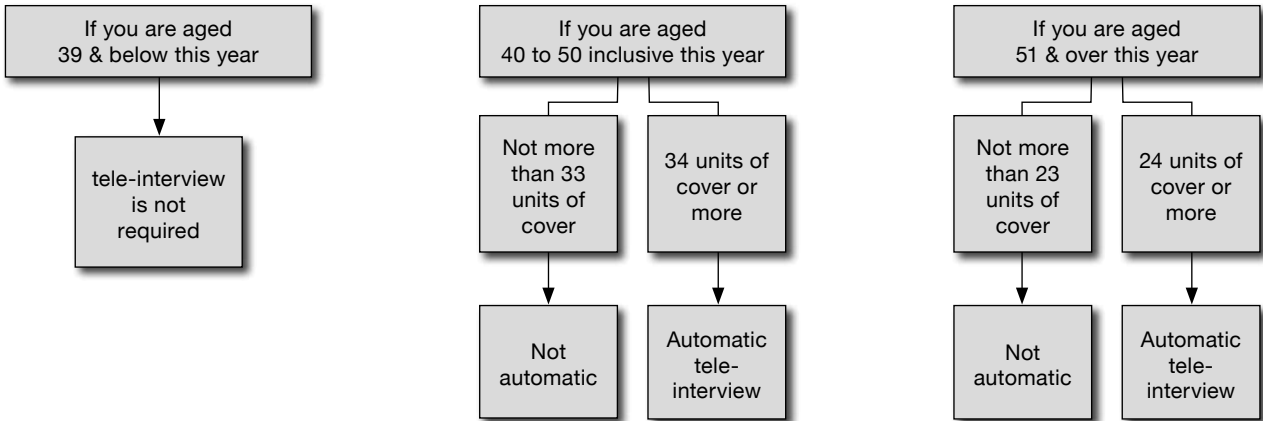 If you are aged
39 & below this year
tele-interview
is not
required
If you are aged
40 to 50 inclusive this year
Not more
than 33
units of
cover
Not
automatic
34 units of
cover or
more
Automatic
tele-
interview
If you are aged
51 & over this year
Not more
than 23
units of
cover
Not
automatic
24 units of
cover or
more
Automatic
tele-
interview